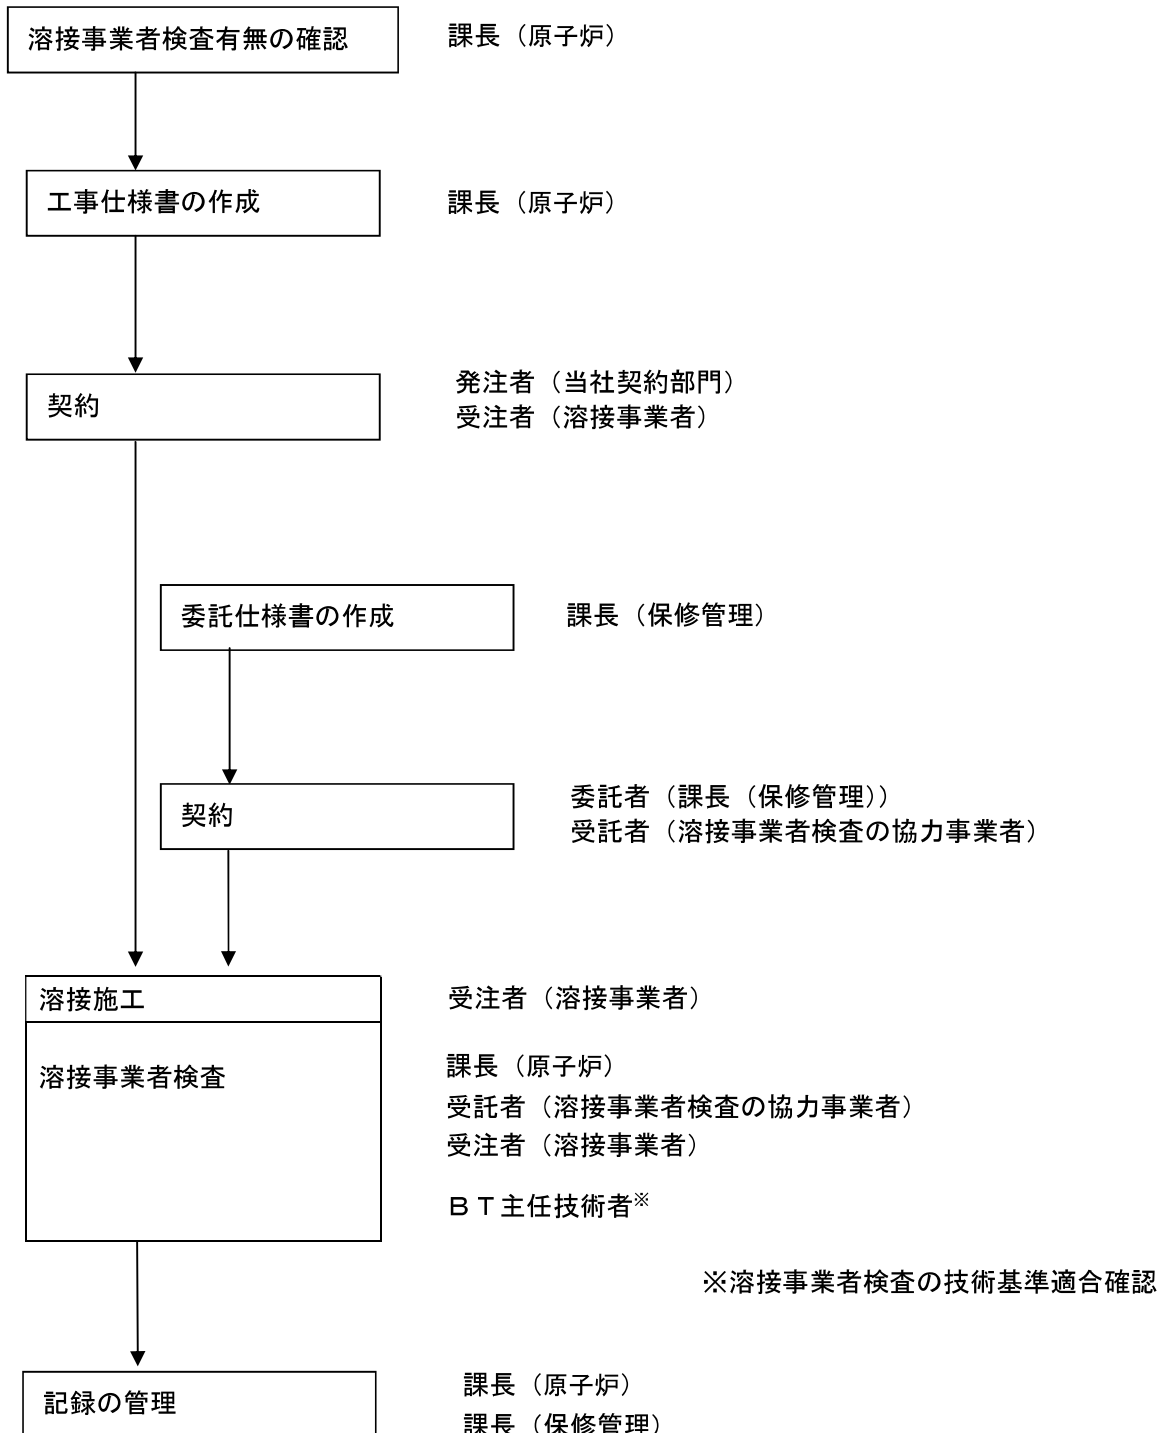 溶接事業者検査有無の確認
課長（原子炉）
工事仕様書の作成
課長（原子炉）
契約
発注者（当社契約部門）
受注者（溶接事業者）
委託仕様書の作成
課長（保修管理）
契約
委託者（課長（保修管理））
受託者（溶接事業者検査の協力事業者）
溶接施工
受注者（溶接事業者）
溶接事業者検査
課長（原子炉）
受託者（溶接事業者検査の協力事業者）
受注者（溶接事業者）
ＢＴ主任技術者※
※溶接事業者検査の技術基準適合確認
記録の管理
課長（原子炉）
課長（保修管理）